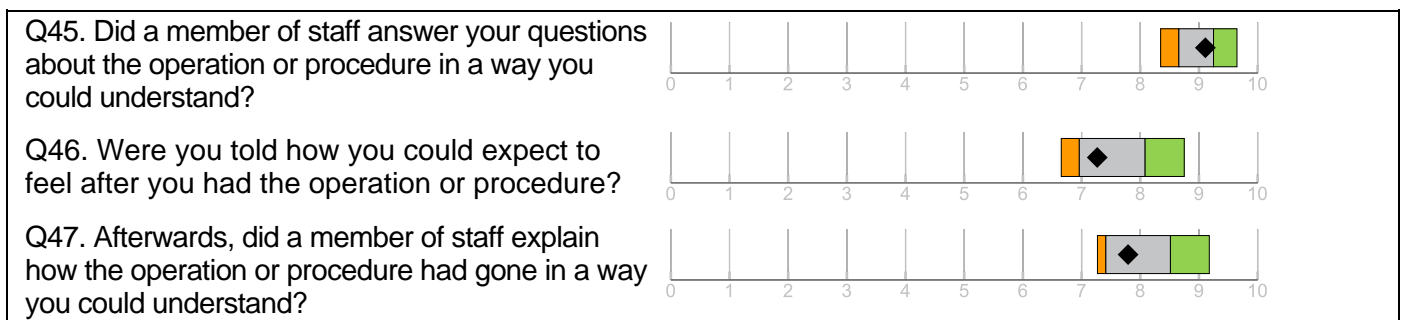 Q45. Did a member of staff answer your questions
about the operation or procedure in a way you
could understand?
0 1 2 3 4 5 6 7 8 9 10
Q46. Were you told how you could expect to
feel after you had the operation or procedure?
0 1 2 3 4 5 6 7 8 9 10
Q47. Afterwards, did a member of staff explain
how the operation or procedure had gone in a way
you could understand?
0 1 2 3 4 5 6 7 8 9 10